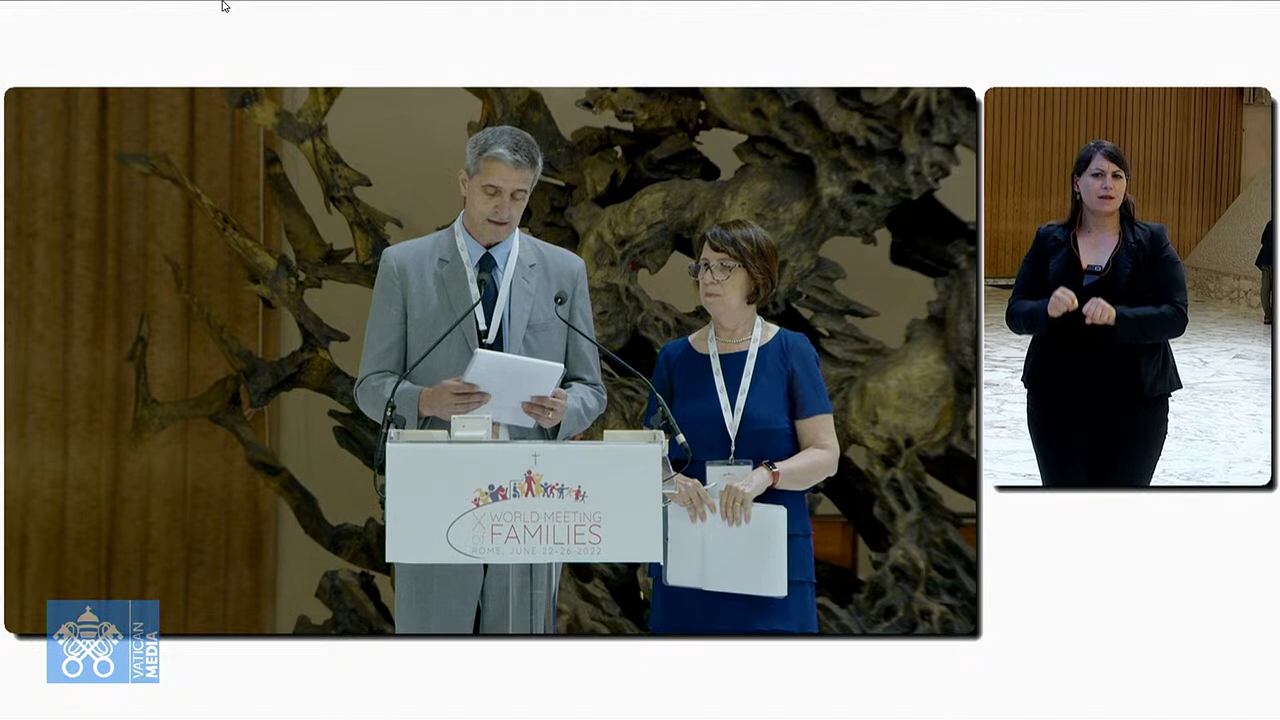 X
of
WORLD MEETING
FAMILIES
ROME, JUNE 22-26 2022
VATICAN
MEDIA